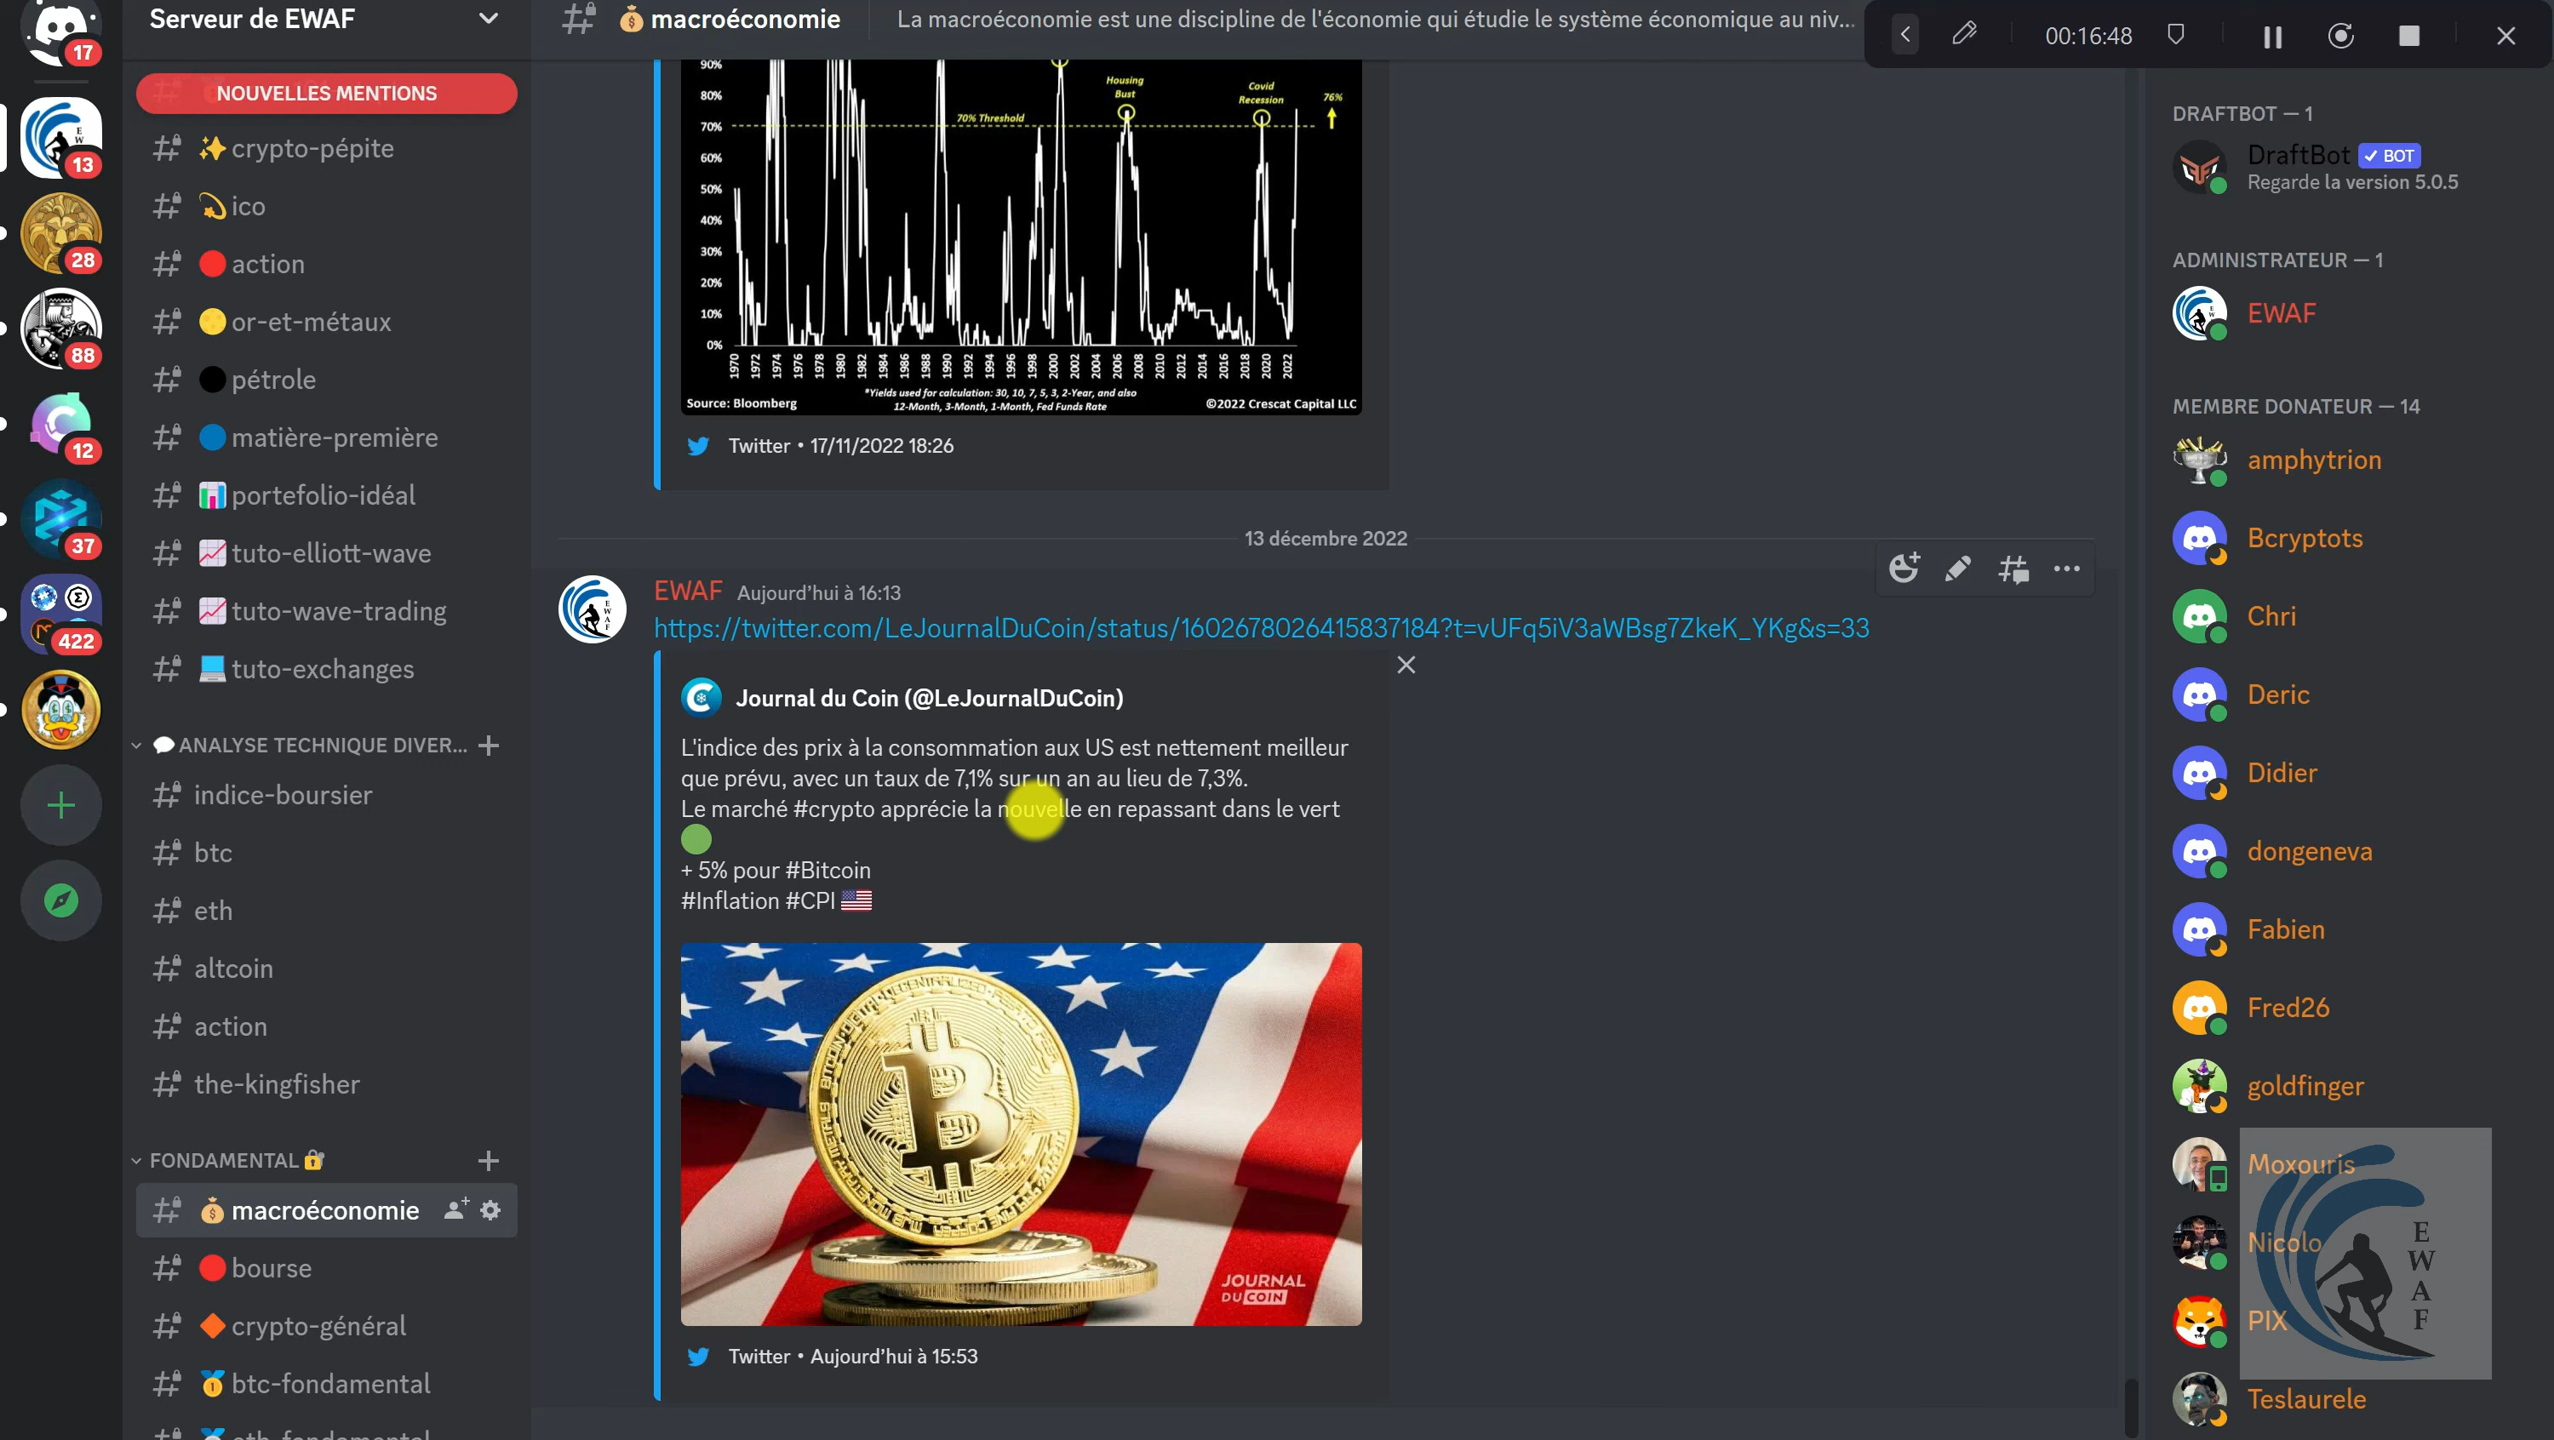 17
13
28
88
12
37
422
Serveur de EWAF
NOUVELLES MENTIONS
crypto-pépite
ico
action
or-et-métaux
pétrole
matière-première
portefolio-idéal
tuto-elliott-wave
tuto-wave-trading
tuto-exchanges
ANALYSE TECHNIQUE DIVER...
indice-boursier
btc
eth
altcoin
action
the-kingfisher
FONDAMENTAL
macroéconomie
bourse
crypto-général
btc-fondamental
macroéconomie
La macroéconomie est une discipline de l'économie qui étudie le système économique au niv...
00:16:48
90%
80%
70%
60%
50%
40%
30%
20%
10%
0%
70% Threshold
Housing
Bust
Covid
Recession
76%
1970 1972 1974 1976 1978 1980 1982 1984 1986 1988 1990 1992 1994 1996 1998 2000 2002 2004 2006 2008 2010 2012 2014 2016 2018 2020 2022
*Yields used for calculation: 30, 10, 7, 5, 3, 2-Year, and also
12-Month, 3-Month, 1-Month, Fed Funds Rate
Source: Bloomberg
©2022 Crescat Capital LLC
Twitter • 17/11/2022 18:26
13 décembre 2022
EWAF Aujourd'hui à 16:13
https://twitter.com/LeJournalDuCoin/status/1602678026415837184?t=vUFq5iV3aWBsg7ZkeK_YKg&s=33
Journal du Coin (@LeJournalDuCoin)
L'indice des prix à la consommation aux US est nettement meilleur
que prévu, avec un taux de 7,1% sur un an au lieu de 7,3%.
Le marché #crypto apprécie la nouvelle en repassant dans le vert
+ 5% pour #Bitcoin
#Inflation #CPI
JOURNAL
DU COIN
Twitter • Aujourd'hui à 15:53
DRAFTBOT — 1
DraftBot BOT
Regarde la version 5.0.5
ADMINISTRATEUR — 1
EWAF
MEMBRE DONATEUR — 14
amphytrion
Bcryptots
Chri
Deric
Didier
dongeneva
Fabien
Fred26
goldfinger
Moxouris
Nicolo
PIX
Teslaurele
E
W
A
F